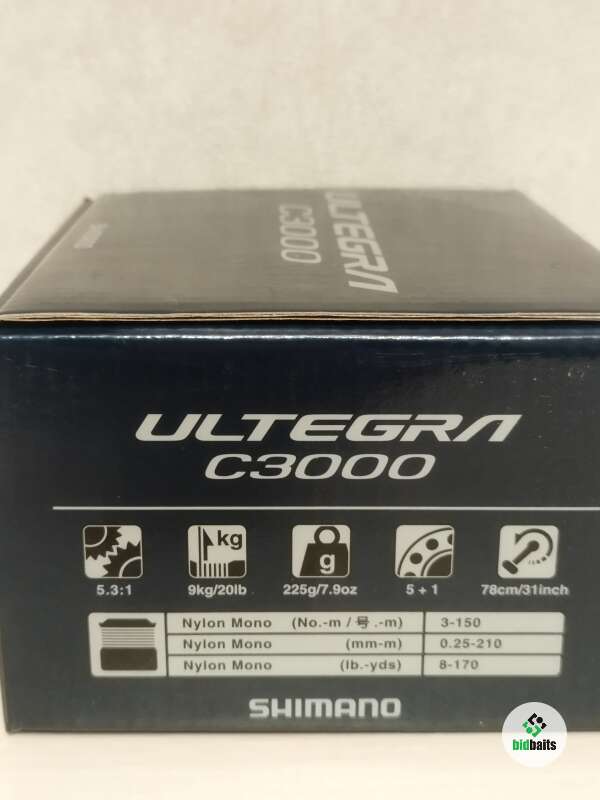 ULTEGRA
C3000
SHIMANO
ULTEGRA
C3000
kg
g
5.3:1
9kg/20lb
225g/7.9oz
5 + 1
78cm/31inch
Nylon Mono (No.-m / 号.-m) 3-150
Nylon Mono (mm-m) 0.25-210
Nylon Mono (lb.-yds) 8-170
SHIMANO
bidbaits